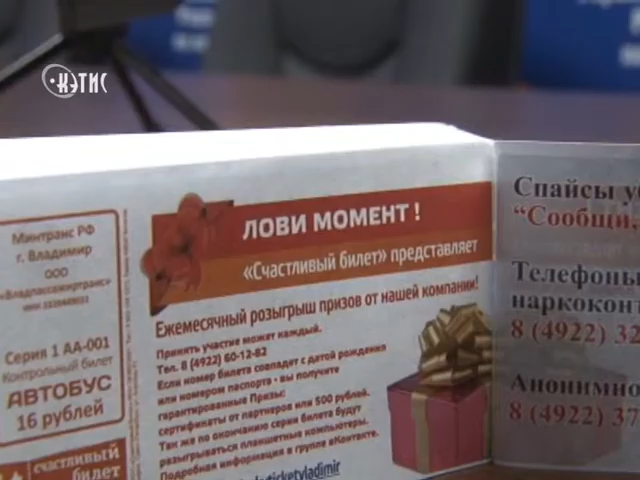 КЭТИС
Минтранс РФ
г. Владимир
ООО
«Владпассажиртранс»
Серия 1 АА-001
Контрольный билет
АВТОБУС
16 рублей
счастливый
билет
ЛОВИ МОМЕНТ !
«Счастливый билет» представляет
Ежемесячный розыгрыш призов от нашей компании!
Принять участие может каждый.
Тел. 8 (4922) 60-12-82
Если номер билета совпадет с датой рождения
или номером паспорта - вы получите
гарантированные Призы:
сертификаты от партнеров или 500 рублей.
Так же по окончанию серии билета будут
разыгрываться планшетные компьютеры.
Подробная информация в группе вКонтакте.
ticketvladimir
Спайсы
"Сообщи,
Телефоны
наркокон
8 (4922) 32
Анонимно
8 (4922) 37